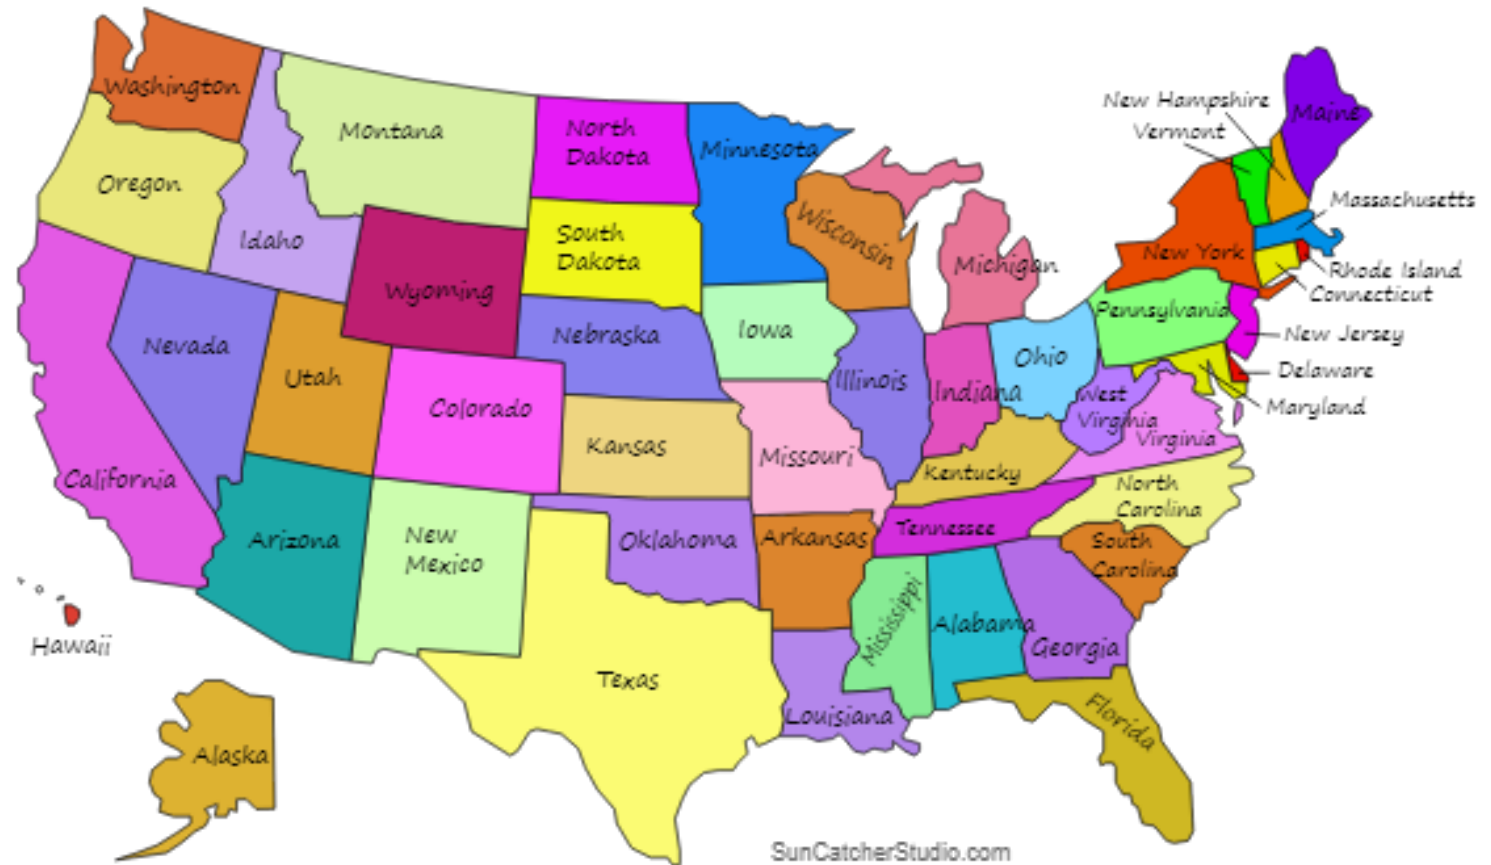 Washington
Oregon
Idaho
Montana
North
Dakota
Minnesota
South
Dakota
Wyoming
Wisconsin
Michigan
New Hampshire
Vermont
Maine
Massachusetts
New York
Rhode Island
Connecticut
Pennsylvania
New Jersey
Delaware
Maryland
Nevada
Utah
Colorado
Nebraska
Iowa
Illinois
Indiana
Ohio
West
Virginia
Virginia
California
Kansas
Missouri
Kentucky
North
Carolina
Arizona
New
Mexico
Oklahoma
Arkansas
Tennessee
South
Carolina
Mississippi
Alabama
Georgia
Hawaii
Texas
Louisiana
Florida
Alaska
SunCatcherStudio.com